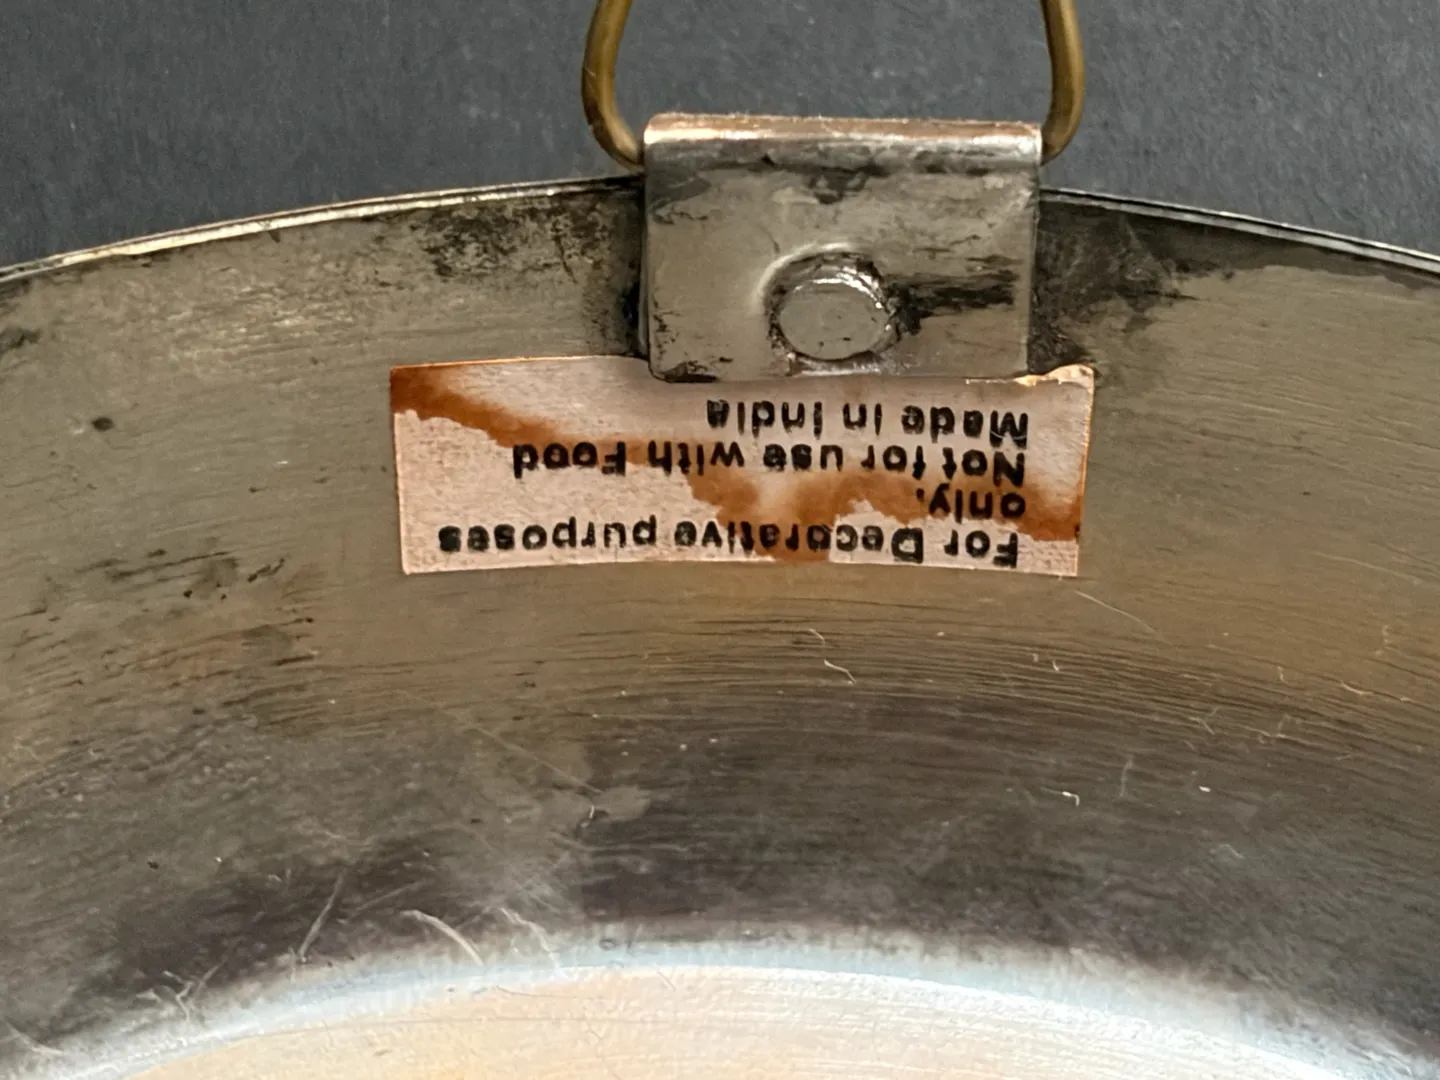 For Decorative purposes
only.
Not for use with Food
Made in India